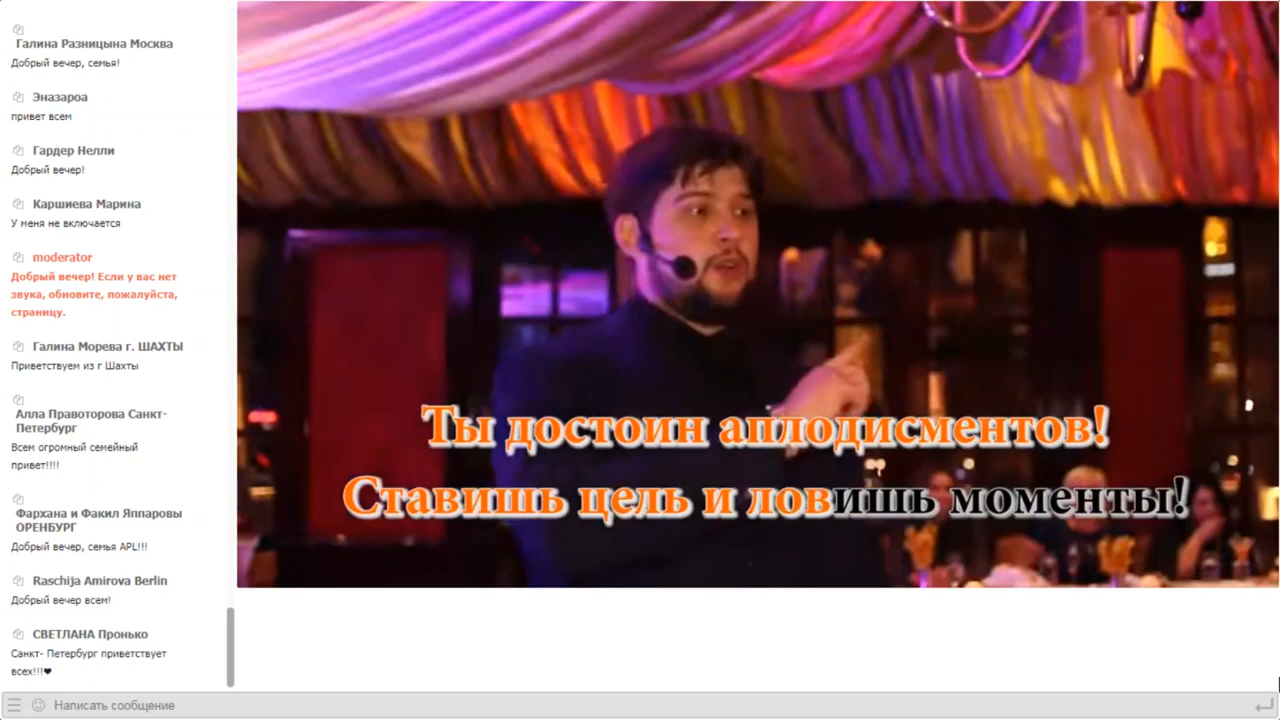 Галина Разницына Москва
Добрый вечер, семья!
Эназароа
привет всем
Гардер Нелли
Добрый вечер!
Каршиева Марина
У меня не включается
moderator
Добрый вечер! Если у вас нет
звука, обновите, пожалуйста,
страницу.
Галина Морева г. ШАХТЫ
Приветствуем из г Шахты
Алла Правоторова Санкт-
Петербург
Всем огромный семейный
привет!!!!
Фархана и Факил Яппаровы
ОРЕНБУРГ
Добрый вечер, семья APL!!!
Raschija Amirova Berlin
Добрый вечер всем!
СВЕТЛАНА Пронько
Санкт- Петербург приветствует
всех!!!❤
Написать сообщение
Ты достоин аплодисментов!
Ставишь цель и ловишь моменты!